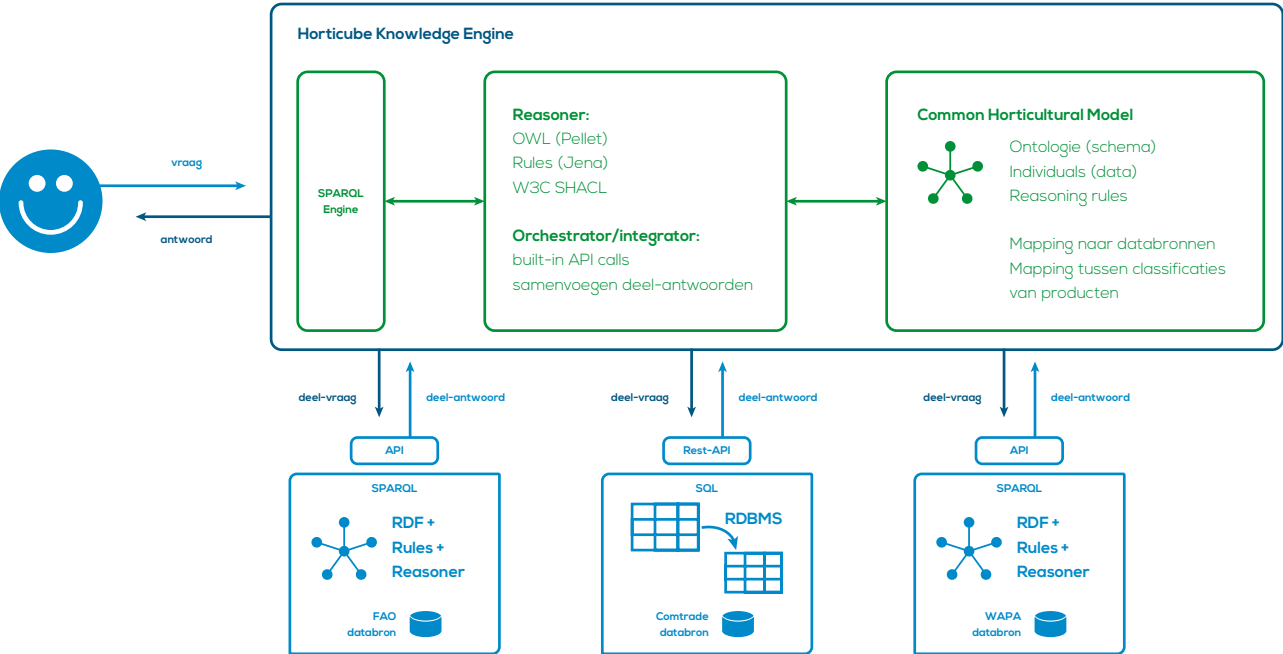 Horticube Knowledge Engine
vraag
antwoord
SPARQL
Engine
Reasoner:
OWL (Pellet)
Rules (Jena)
W3C SHACL
Orchestrator/integrator:
built-in API calls
samenvoegen deel-antwoorden
Common Horticultural Model
Ontologie (schema)
Individuals (data)
Reasoning rules
Mapping naar databronnen
Mapping tussen classificaties
van producten
deel-vraag
deel-antwoord
deel-vraag
deel-antwoord
deel-vraag
deel-antwoord
API
SPARQL
RDF +
Rules +
Reasoner
FAO
databron
Rest-API
SQL
RDBMS
Comtrade
databron
API
SPARQL
RDF +
Rules +
Reasoner
WAPA
databron